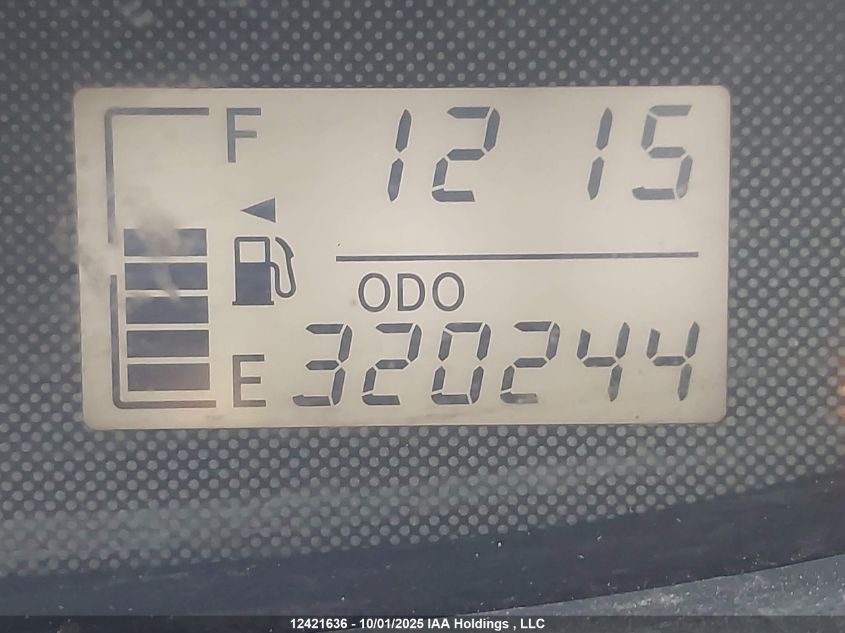 F 12 15
ODO
E 320244
12421636 - 10/01/2025 IAA Holdings , LLC